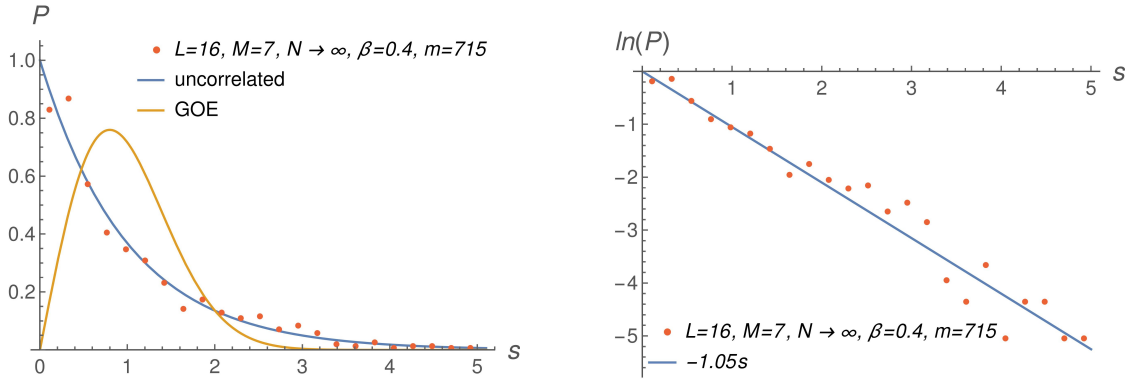 P
L=16, M=7, N → ∞, β=0.4, m=715
uncorrelated
GOE
1.0
0.8
0.6
0.4
0.2
0 1 2 3 4 5 s
ln(P)
1 2 3 4 5 s
−1
−2
−3
−4
−5
L=16, M=7, N → ∞, β=0.4, m=715
−1.05s